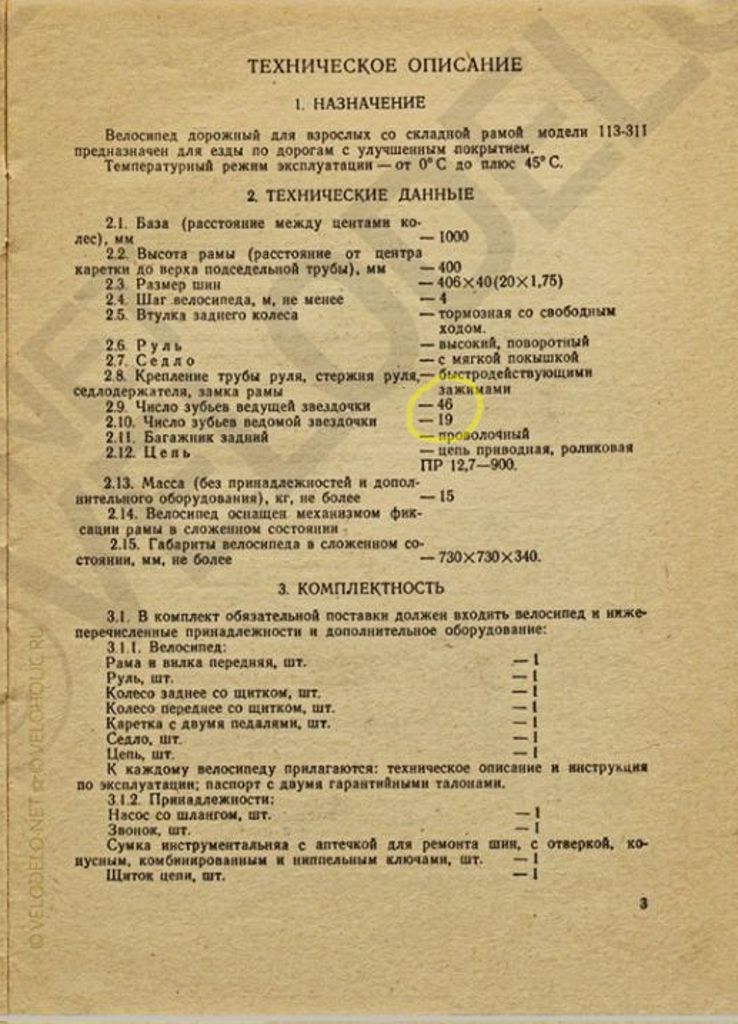 ТЕХНИЧЕСКОЕ ОПИСАНИЕ
1. НАЗНАЧЕНИЕ
Велосипед дорожный для взрослых со складной рамой модели 113-311
предназначен для езды по дорогам с улучшенным покрытием.
Температурный режим эксплуатации — от 0° С до плюс 45° С.
2. ТЕХНИЧЕСКИЕ ДАННЫЕ
2.1. База (расстояние между центами ко-
лес), мм — 1000
2.2. Высота рамы (расстояние от центра
каретки до верха подседельной трубы), мм — 400
2.3. Размер шин — 406×40(20×1,75)
2.4. Шаг велосипеда, м, не менее — 4
2.5. Втулка заднего колеса — тормозная со свободным
ходом.
2.6. Руль — высокий, поворотный
2.7. Седло — с мягкой покышкой
2.8. Крепление трубы руля, стержня руля, — быстродействующими
седлодержателя, замка рамы зажимами
2.9. Число зубьев ведущей звездочки — 46
2.10. Число зубьев ведомой звездочки — 19
2.11. Багажник задний — проволочный
2.12. Цепь — цепь приводная, роликовая
ПР 12,7—900.
2.13. Масса (без принадлежностей и допол-
нительного оборудования), кг, не более — 15
2.14. Велосипед оснащен механизмом фик-
сации рамы в сложенном состоянии
2.15. Габариты велосипеда в сложенном со-
стоянии, мм, не более — 730×730×340.
3. КОМПЛЕКТНОСТЬ
3.1. В комплект обязательной поставки должен входить велосипед и ниже-
перечисленные принадлежности и дополнительное оборудование:
3.1.1. Велосипед:
Рама и вилка передняя, шт. — 1
Руль, шт. — 1
Колесо заднее со щитком, шт. — 1
Колесо переднее со щитком, шт. — 1
Каретка с двумя педалями, шт. — 1
Седло, шт. — 1
Цепь, шт. — 1
К каждому велосипеду прилагаются: техническое описание и инструкция
по эксплуатации; паспорт с двумя гарантийными талонами.
3.1.2. Принадлежности:
Насос со шлангом, шт. — 1
Звонок, шт. — 1
Сумка инструментальняа с аптечкой для ремонта шин, с отверкой, ко-
нусным, комбинированным и ниппельным ключами, шт. — 1
Щиток цепи, шт. — 1
3
©VELODELO.NET
VELOHOLIC.RU